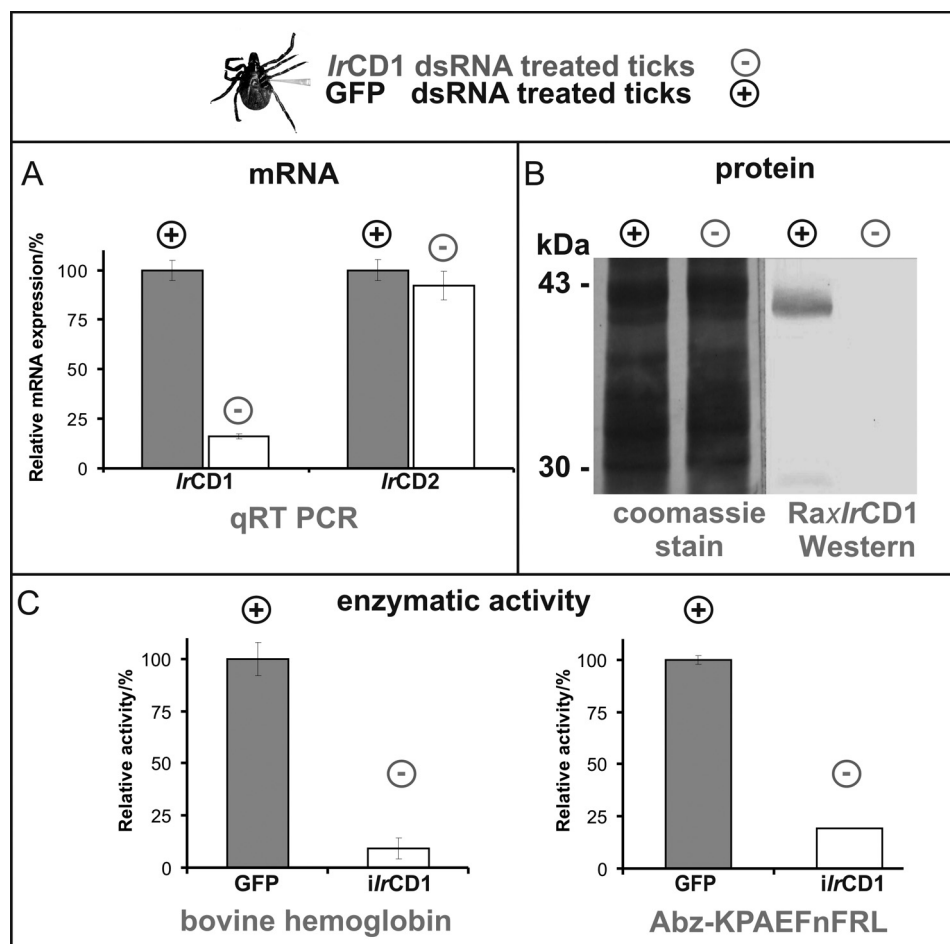 IrCD1 dsRNA treated ticks -
GFP dsRNA treated ticks +
A
mRNA
+ + -
Relative mRNA expression/%
100
75
50
25
0
-
IrCD1 IrCD2
qRT PCR
B
protein
kDa + - + -
43 -
30 -
coomassie
stain
RaxIrCD1
Western
C
enzymatic activity
+
Relative activity/%
100
75
50
25
0
-
GFP iIrCD1
bovine hemoglobin
+
Relative activity/%
100
75
50
25
0
-
GFP iIrCD1
Abz-KPAEFnFRL